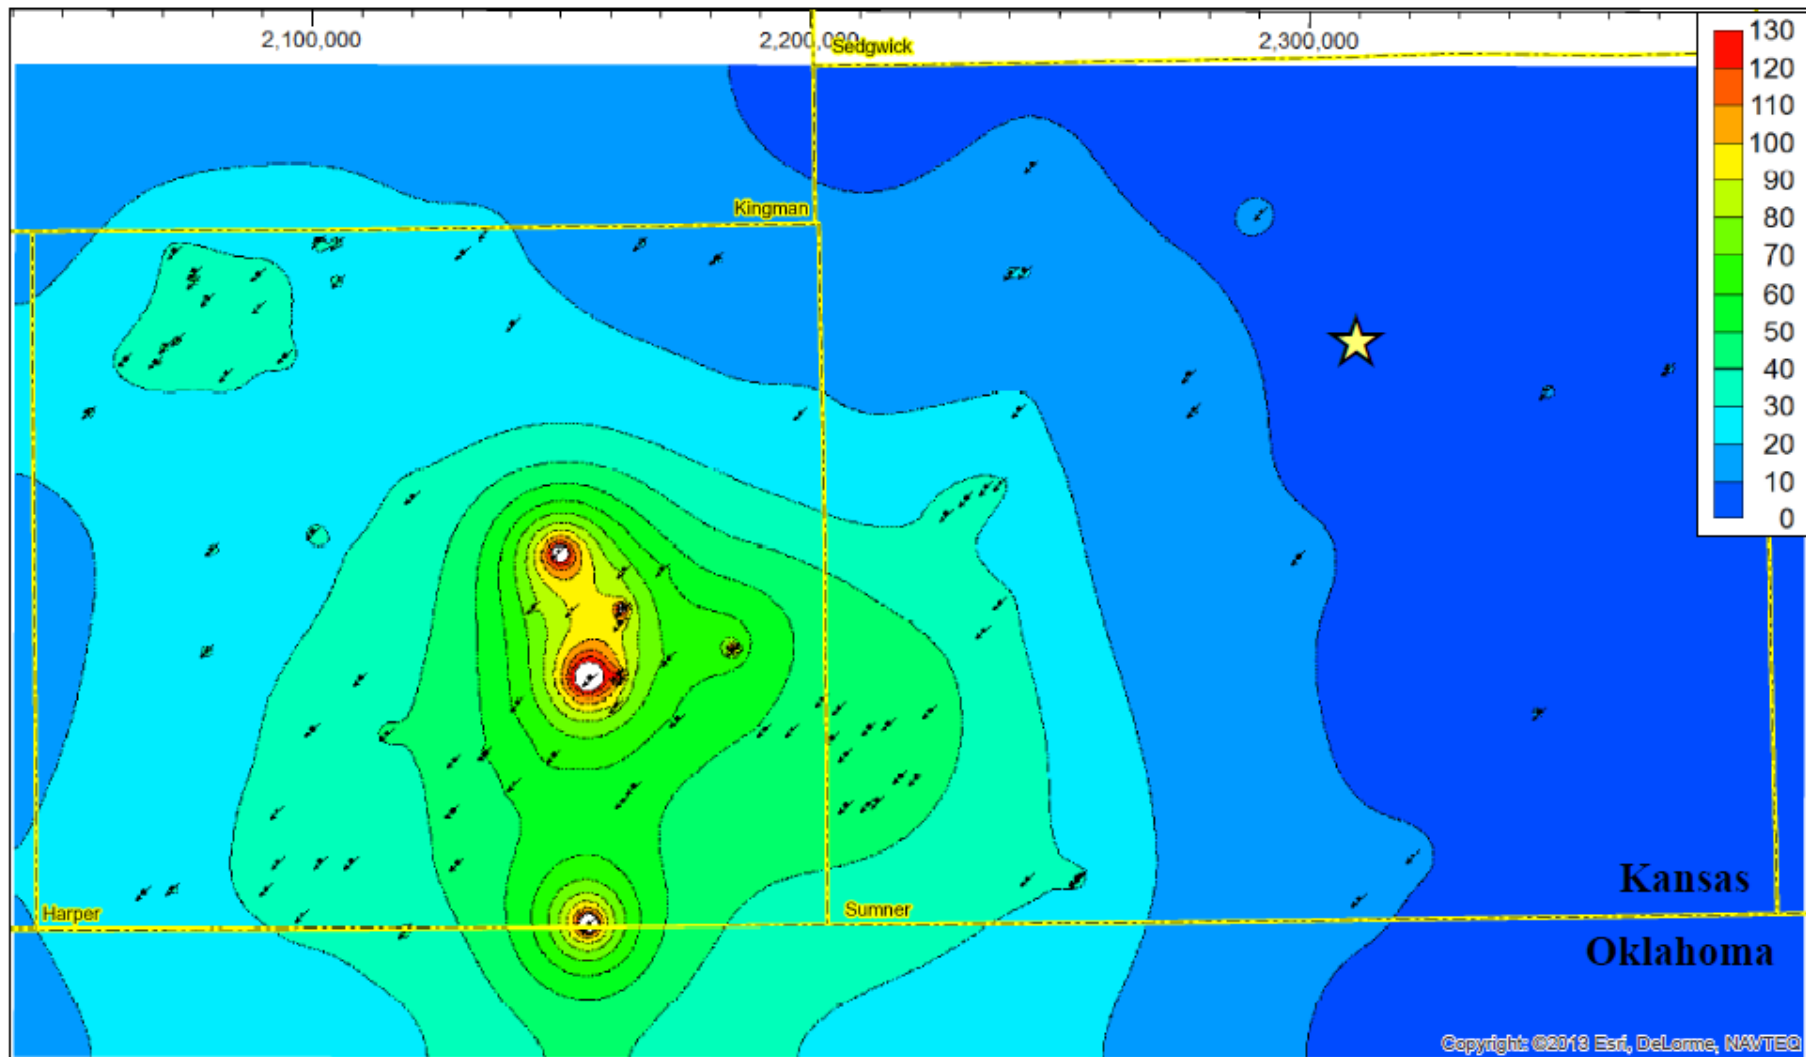 2,100,000
2,200,000
2,300,000
Sedgwick
Kingman
130
120
110
100
90
80
70
60
50
40
30
20
10
0
Harper
Sumner
Kansas
Oklahoma
Copyright: ©2013 Esri, DeLorme, NAVTEQ